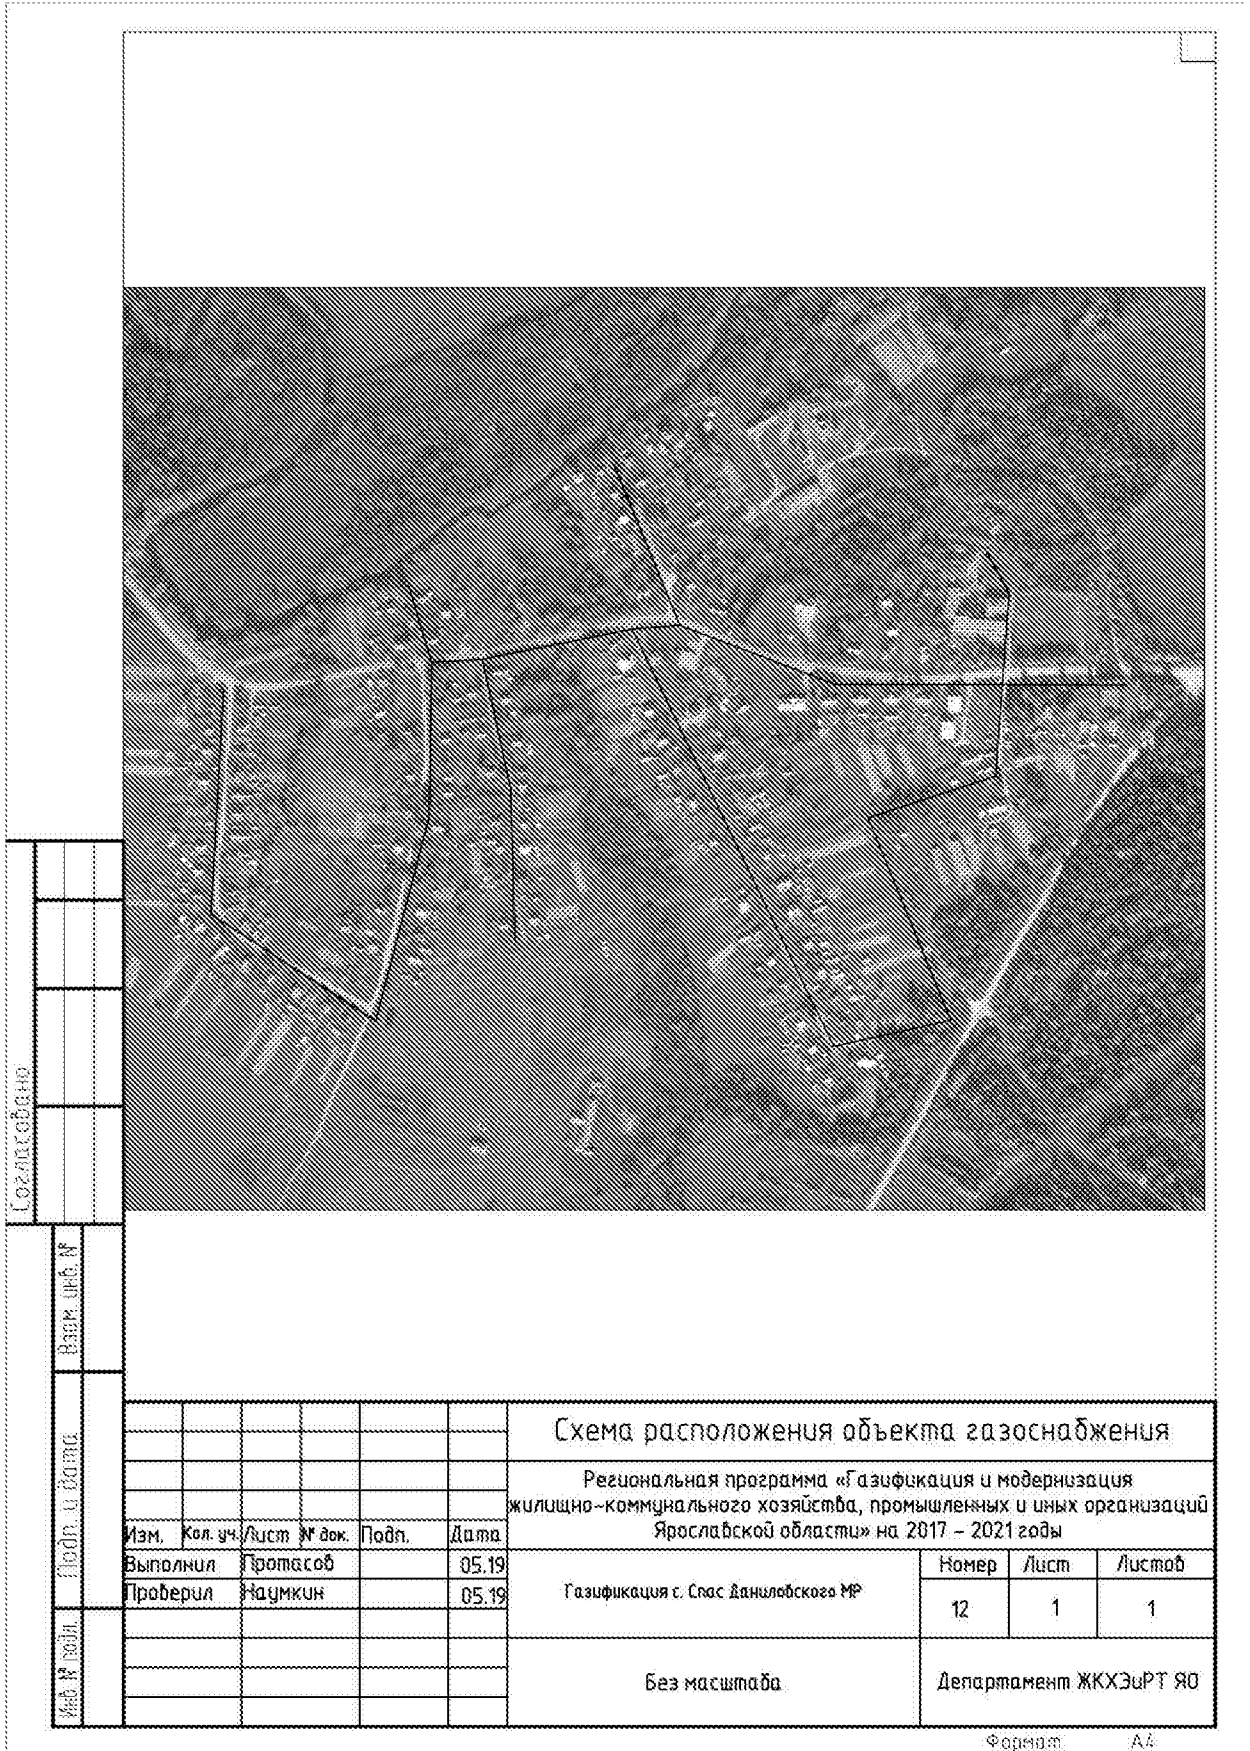 Согласовано
Взам. инв. №
Подп. и дата
Инв № подл.
Схема расположения объекта газоснабжения
Региональная программа «Газификация и модернизация
жилищно-коммунального хозяйства, промышленных и иных организаций
Ярославской области» на 2017 – 2021 годы
Изм. Кол. уч. Лист № док. Подп. Дата
Выполнил Протасов 05.19
Проверил Наумкин 05.19
Газификация с. Спас Даниловского МР
Номер Лист Листов
12 1 1
Без масштаба
Департамент ЖКХЭиРТ ЯО
Формат А4